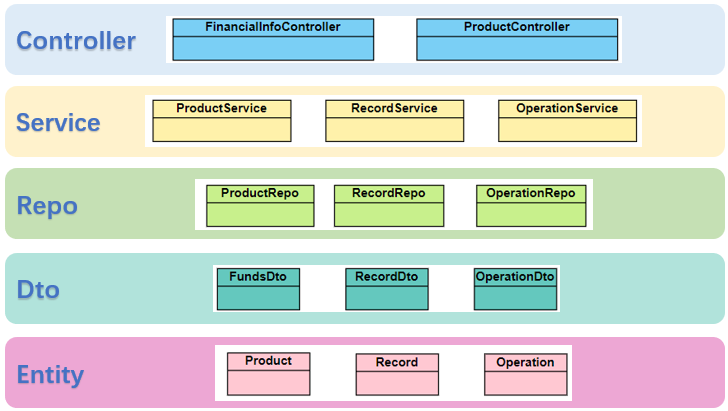 Controller
FinancialInfoController
ProductController
Service
ProductService
RecordService
OperationService
Repo
ProductRepo
RecordRepo
OperationRepo
Dto
FundsDto
RecordDto
OperationDto
Entity
Product
Record
Operation